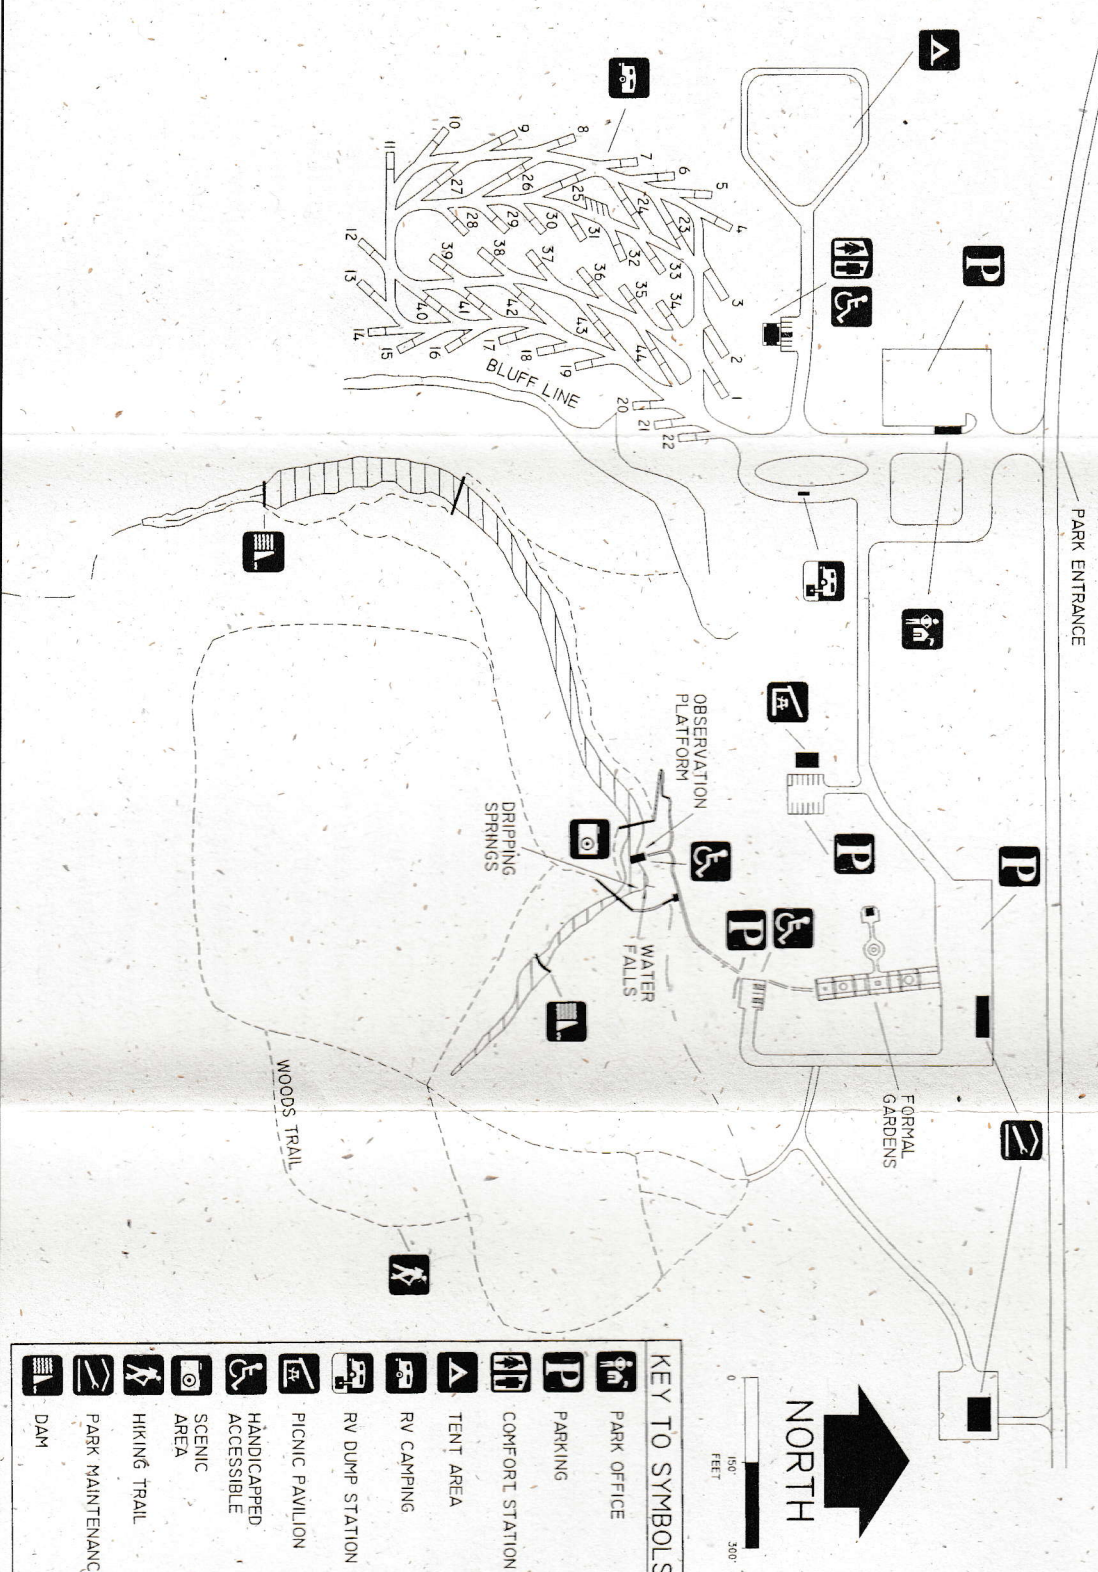 PARK ENTRANCE
P
P
P
P
1
2
3
4
5
6
7
8
9
10
11
12
13
14
15
16
17
18
19
20
21
22
23
24
25
26
27
28
29
30
31
32
33
34
35
36
37
38
39
40
41
42
43
44
BLUFF LINE
OBSERVATION
PLATFORM
DRIPPING
SPRINGS
WATER
FALLS
FORMAL
GARDENS
WOODS TRAIL
NORTH
0
150'
300'
FEET
KEY TO SYMBOLS
PARK OFFICE
P
PARKING
COMFORT STATION
TENT AREA
RV CAMPING
RV DUMP STATION
PICNIC PAVILION
HANDICAPPED
ACCESSIBLE
SCENIC
AREA
HIKING TRAIL
PARK MAINTENANC
DAM